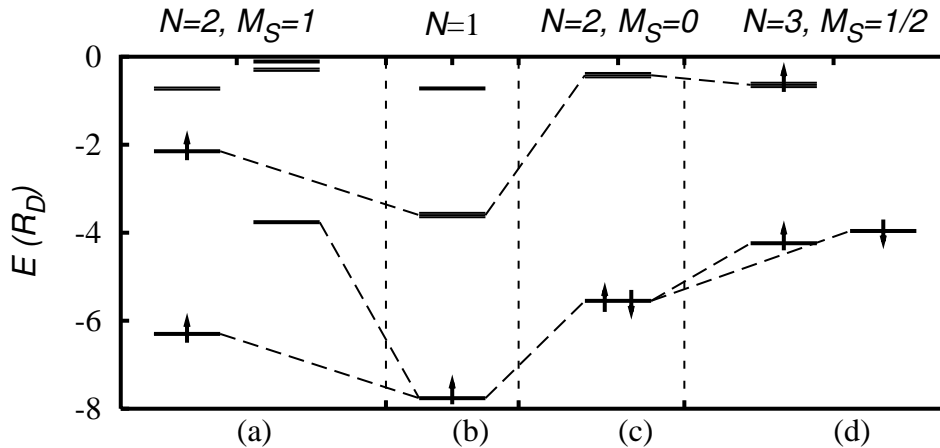 N=2, M_S=1 N=1 N=2, M_S=0 N=3, M_S=1/2
0
-2
-4
-6
-8
E (R_D)
(a) (b) (c) (d)